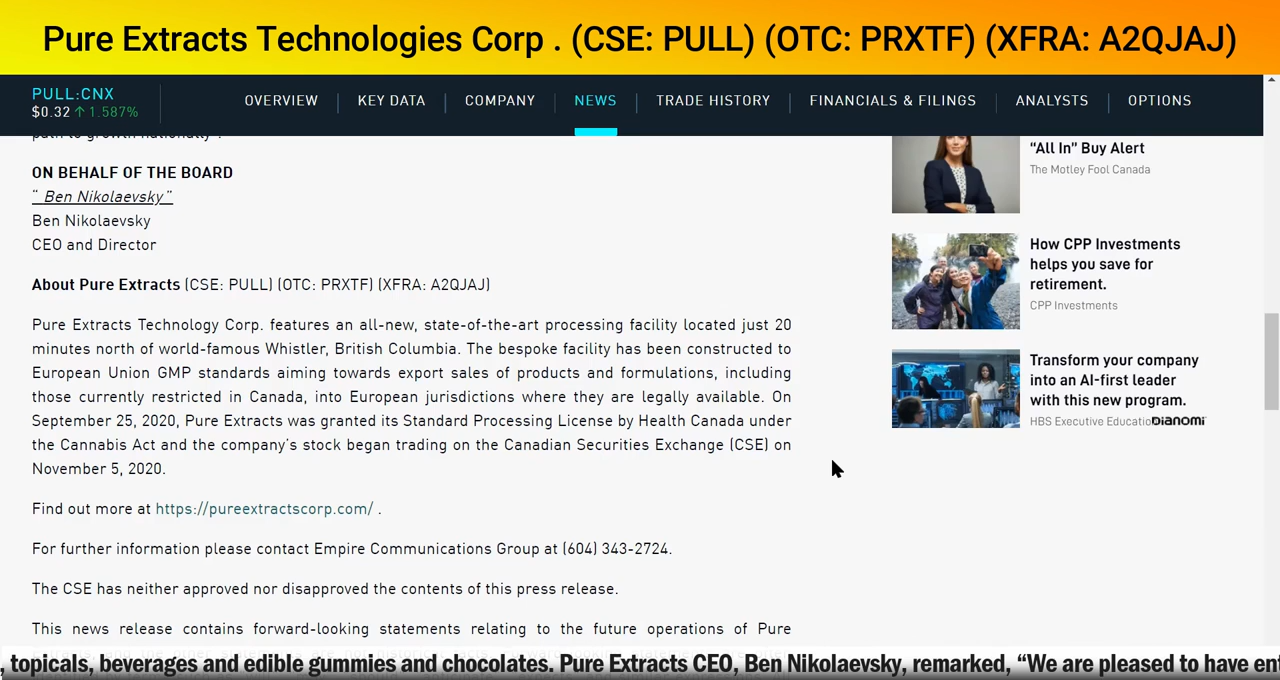 Pure Extracts Technologies Corp . (CSE: PULL) (OTC: PRXTF) (XFRA: A2QJAJ)
PULL:CNX
$0.32 ↑ 1.587%
OVERVIEW
KEY DATA
COMPANY
NEWS
TRADE HISTORY
FINANCIALS & FILINGS
ANALYSTS
OPTIONS
path to growth nationally".
ON BEHALF OF THE BOARD
" Ben Nikolaevsky"
Ben Nikolaevsky
CEO and Director
About Pure Extracts (CSE: PULL) (OTC: PRXTF) (XFRA: A2QJAJ)
Pure Extracts Technology Corp. features an all-new, state-of-the-art processing facility located just 20
minutes north of world-famous Whistler, British Columbia. The bespoke facility has been constructed to
European Union GMP standards aiming towards export sales of products and formulations, including
those currently restricted in Canada, into European jurisdictions where they are legally available. On
September 25, 2020, Pure Extracts was granted its Standard Processing License by Health Canada under
the Cannabis Act and the company's stock began trading on the Canadian Securities Exchange (CSE) on
November 5, 2020.
Find out more at https://pureextractscorp.com/ .
For further information please contact Empire Communications Group at (604) 343-2724.
The CSE has neither approved nor disapproved the contents of this press release.
This news release contains forward-looking statements relating to the future operations of Pure
"All In" Buy Alert
The Motley Fool Canada
How CPP Investments
helps you save for
retirement.
CPP Investments
Transform your company
into an AI-first leader
with this new program.
HBS Executive Educatio
DIANOMI
, topicals, beverages and edible gummies and chocolates. Pure Extracts CEO, Ben Nikolaevsky, remarked, "We are pleased to have ent